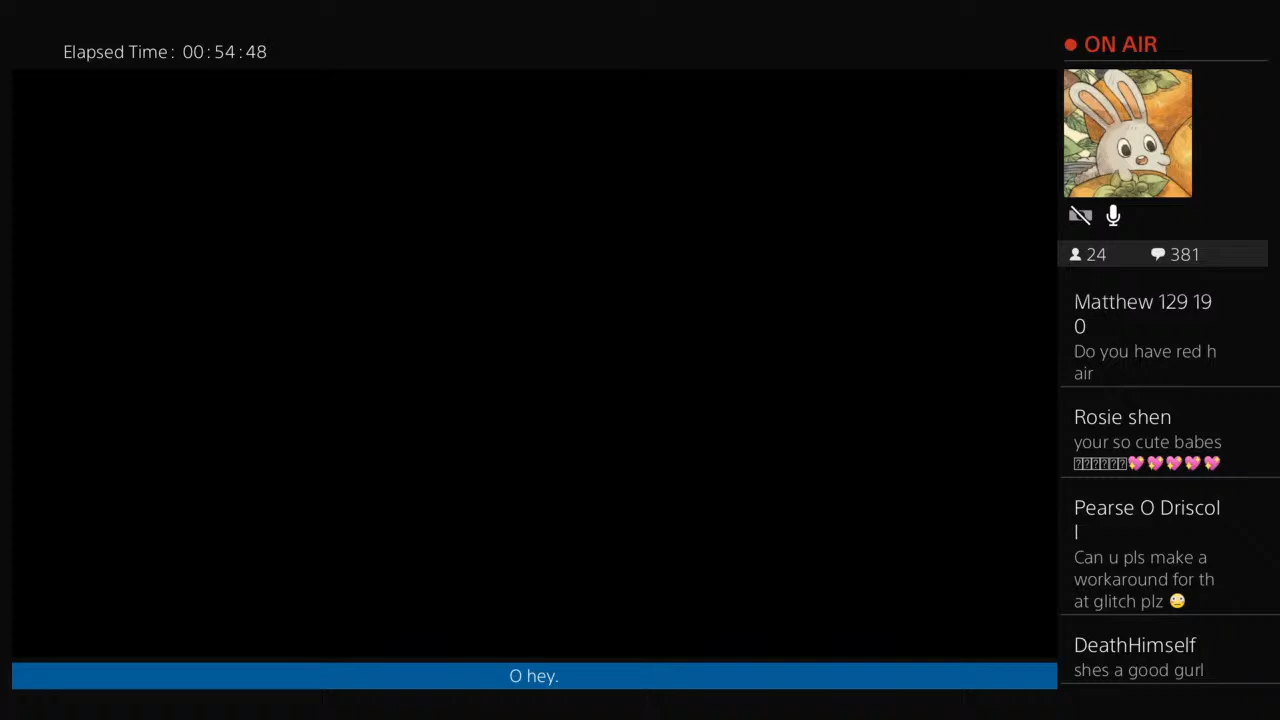 Elapsed Time: 00:54:48
ON AIR
24 381
Matthew 129 19
0
Do you have red h
air
Rosie shen
your so cute babes
💖💖💖💖💖
Pearse O Driscol
l
Can u pls make a
workaround for th
at glitch plz 🙄
DeathHimself
shes a good gurl
O hey.